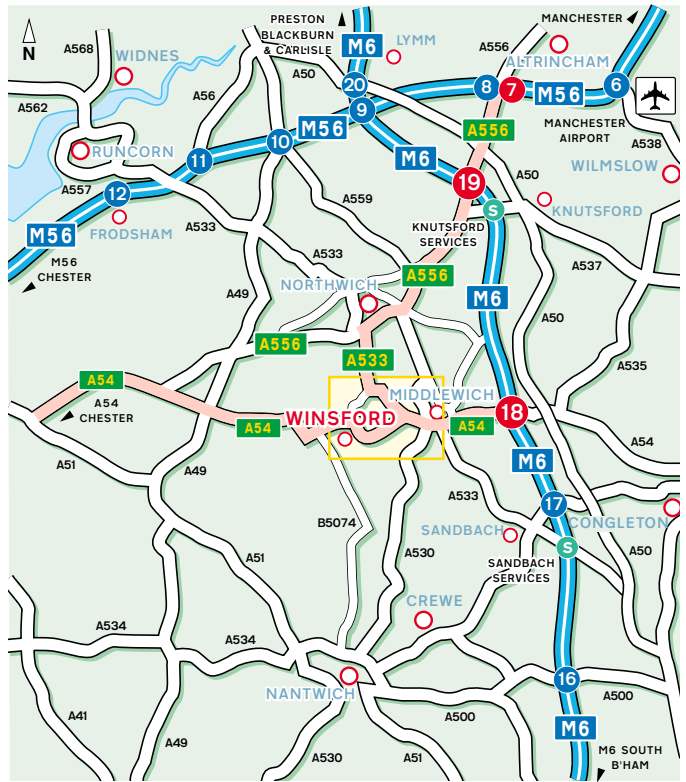 PRESTON
BLACKBURN
& CARLISLE
MANCHESTER
N
A568
WIDNES
M6
LYMM
A556
ALTRINCHAM
A50
A562
A56
20
8
7
M56
6
9
MANCHESTER
AIRPORT
M56
A556
A538
RUNCORN
10
11
M6
A50
WILMSLOW
A557
12
19
A559
S
KNUTSFORD
FRODSHAM
A533
KNUTSFORD
SERVICES
M56
M56
CHESTER
A533
A537
A556
NORTHWICH
A49
M6
A50
A556
A533
A535
A54
MIDDLEWICH
A54
CHESTER
WINSFORD
18
A54
A54
A54
A51
A49
M6
A533
17
B5074
SANDBACH
CONGLETON
A51
A530
S
A50
SANDBACH
SERVICES
CREWE
A534
A534
16
NANTWICH
A500
A41
A500
M6
A49
A530
A51
M6 SOUTH
B'HAM